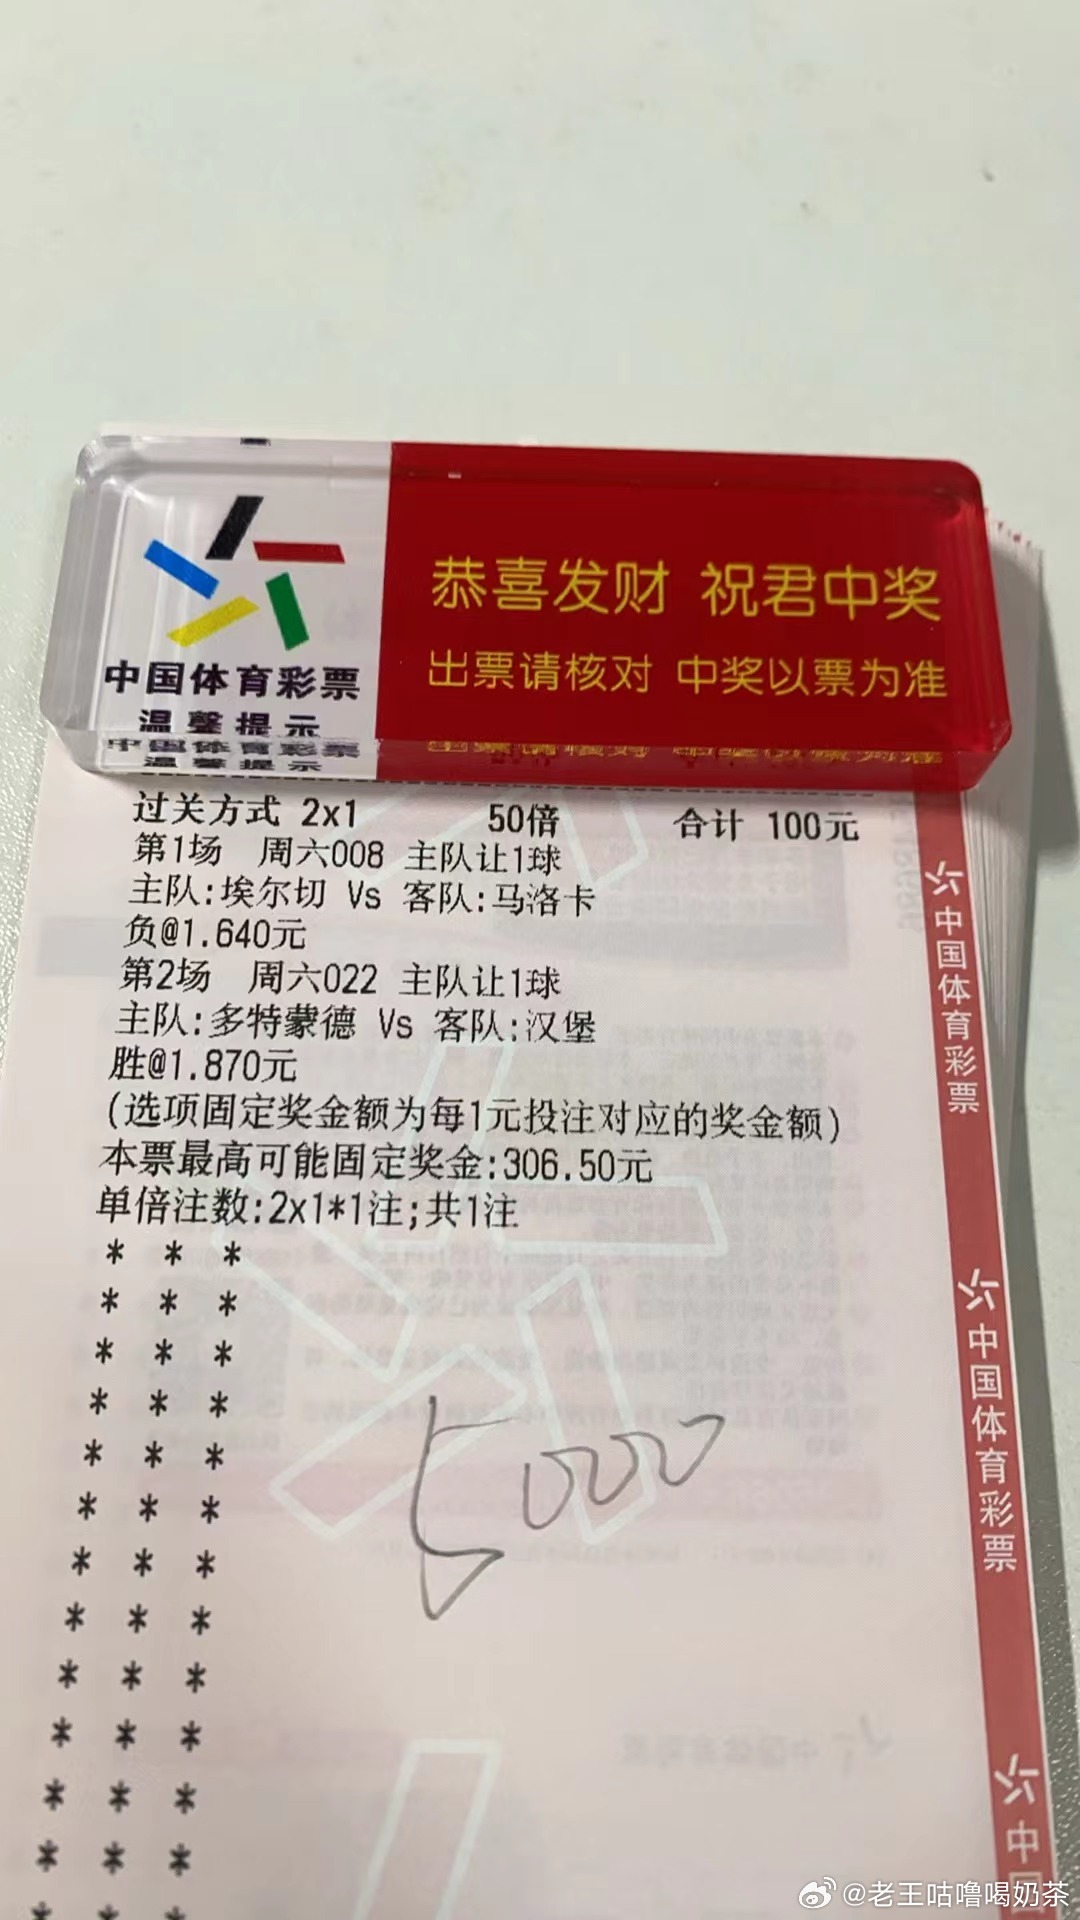 恭喜发财 祝君中奖
出票请核对 中奖以票为准
中国体育彩票
温馨提示
过关方式 2x1 50倍 合计 100元
第1场 周六008 主队让1球
主队:埃尔切 Vs 客队:马洛卡
负@1.640元
第2场 周六022 主队让1球
主队:多特蒙德 Vs 客队:汉堡
胜@1.870元
(选项固定奖金额为每1元投注对应的奖金额)
本票最高可能固定奖金:306.50元
单倍注数:2x1*1注;共1注
* * *
* * *
* * *
* * *
* * *
* * *
* * *
* * *
* * *
* * *
* * *
* * *
* * *
5000
中国体育彩票
中国体育彩票
中国
@老王咕噜喝奶茶